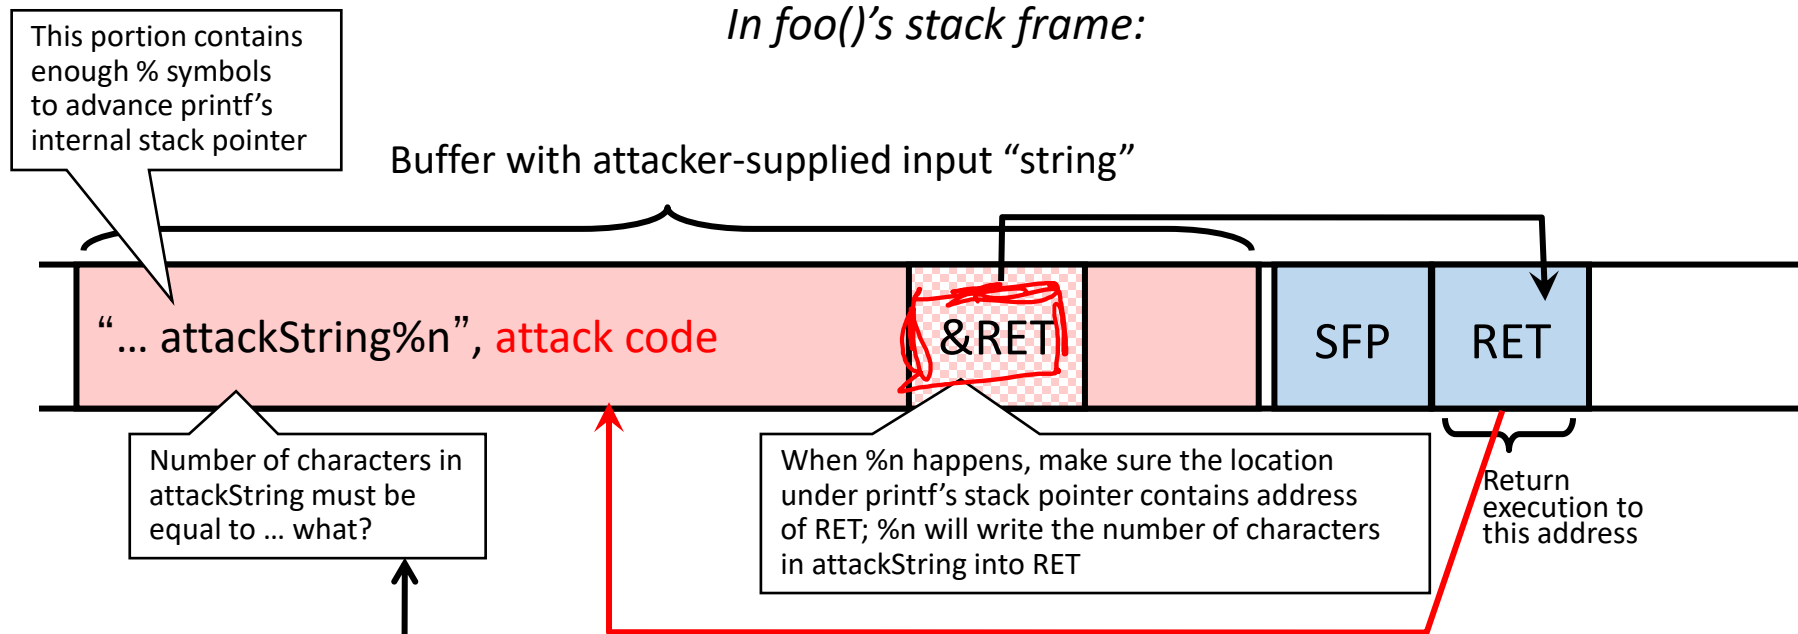 In foo()’s stack frame:
This portion contains
enough % symbols
to advance printf’s
internal stack pointer
Buffer with attacker-supplied input “string”
“... attackString%n”, attack code
&RET
SFP
RET
Number of characters in
attackString must be
equal to ... what?
When %n happens, make sure the location
under printf’s stack pointer contains address
of RET; %n will write the number of characters
in attackString into RET
Return
execution to
this address